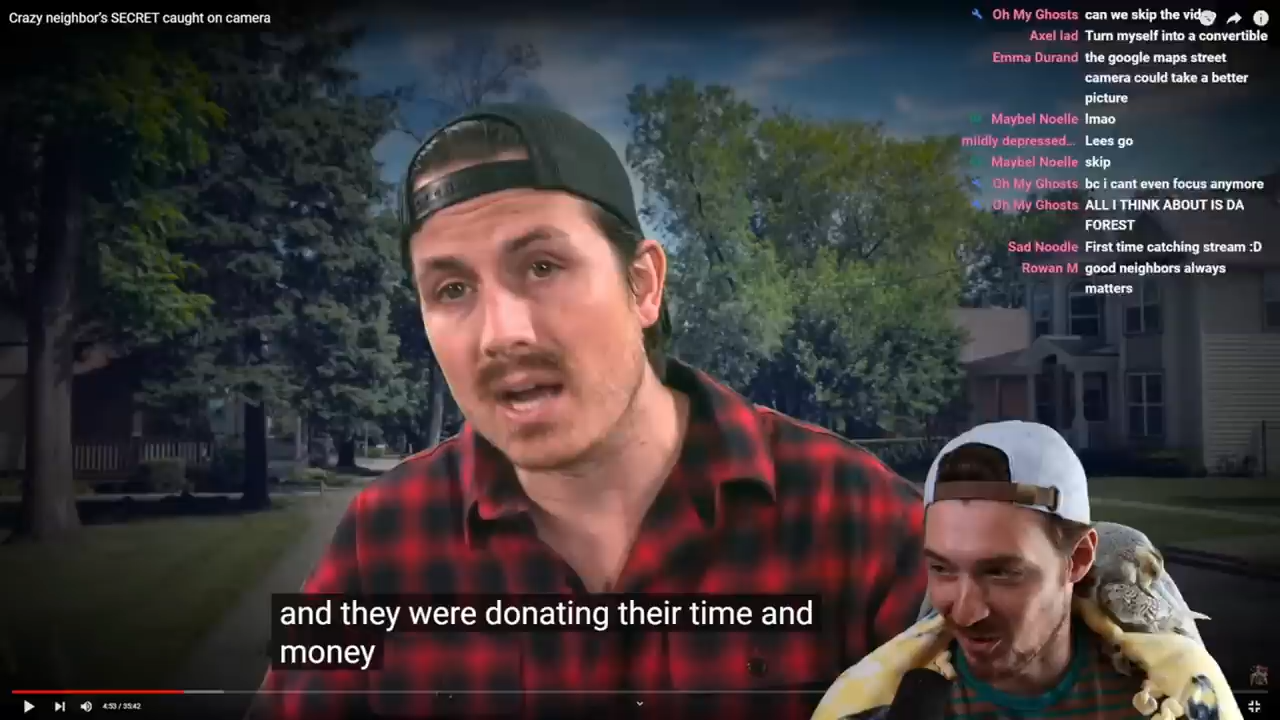 Crazy neighbor's SECRET caught on camera
Oh My Ghosts can we skip the video
Axel lad Turn myself into a convertible
Emma Durand the google maps street
camera could take a better
picture
Maybel Noelle lmao
mildly depressed... Lees go
Maybel Noelle skip
Oh My Ghosts bc i cant even focus anymore
Oh My Ghosts ALL I THINK ABOUT IS DA
FOREST
Sad Noodle First time catching stream :D
Rowan M good neighbors always
matters
and they were donating their time and
money
4:53 / 35:42